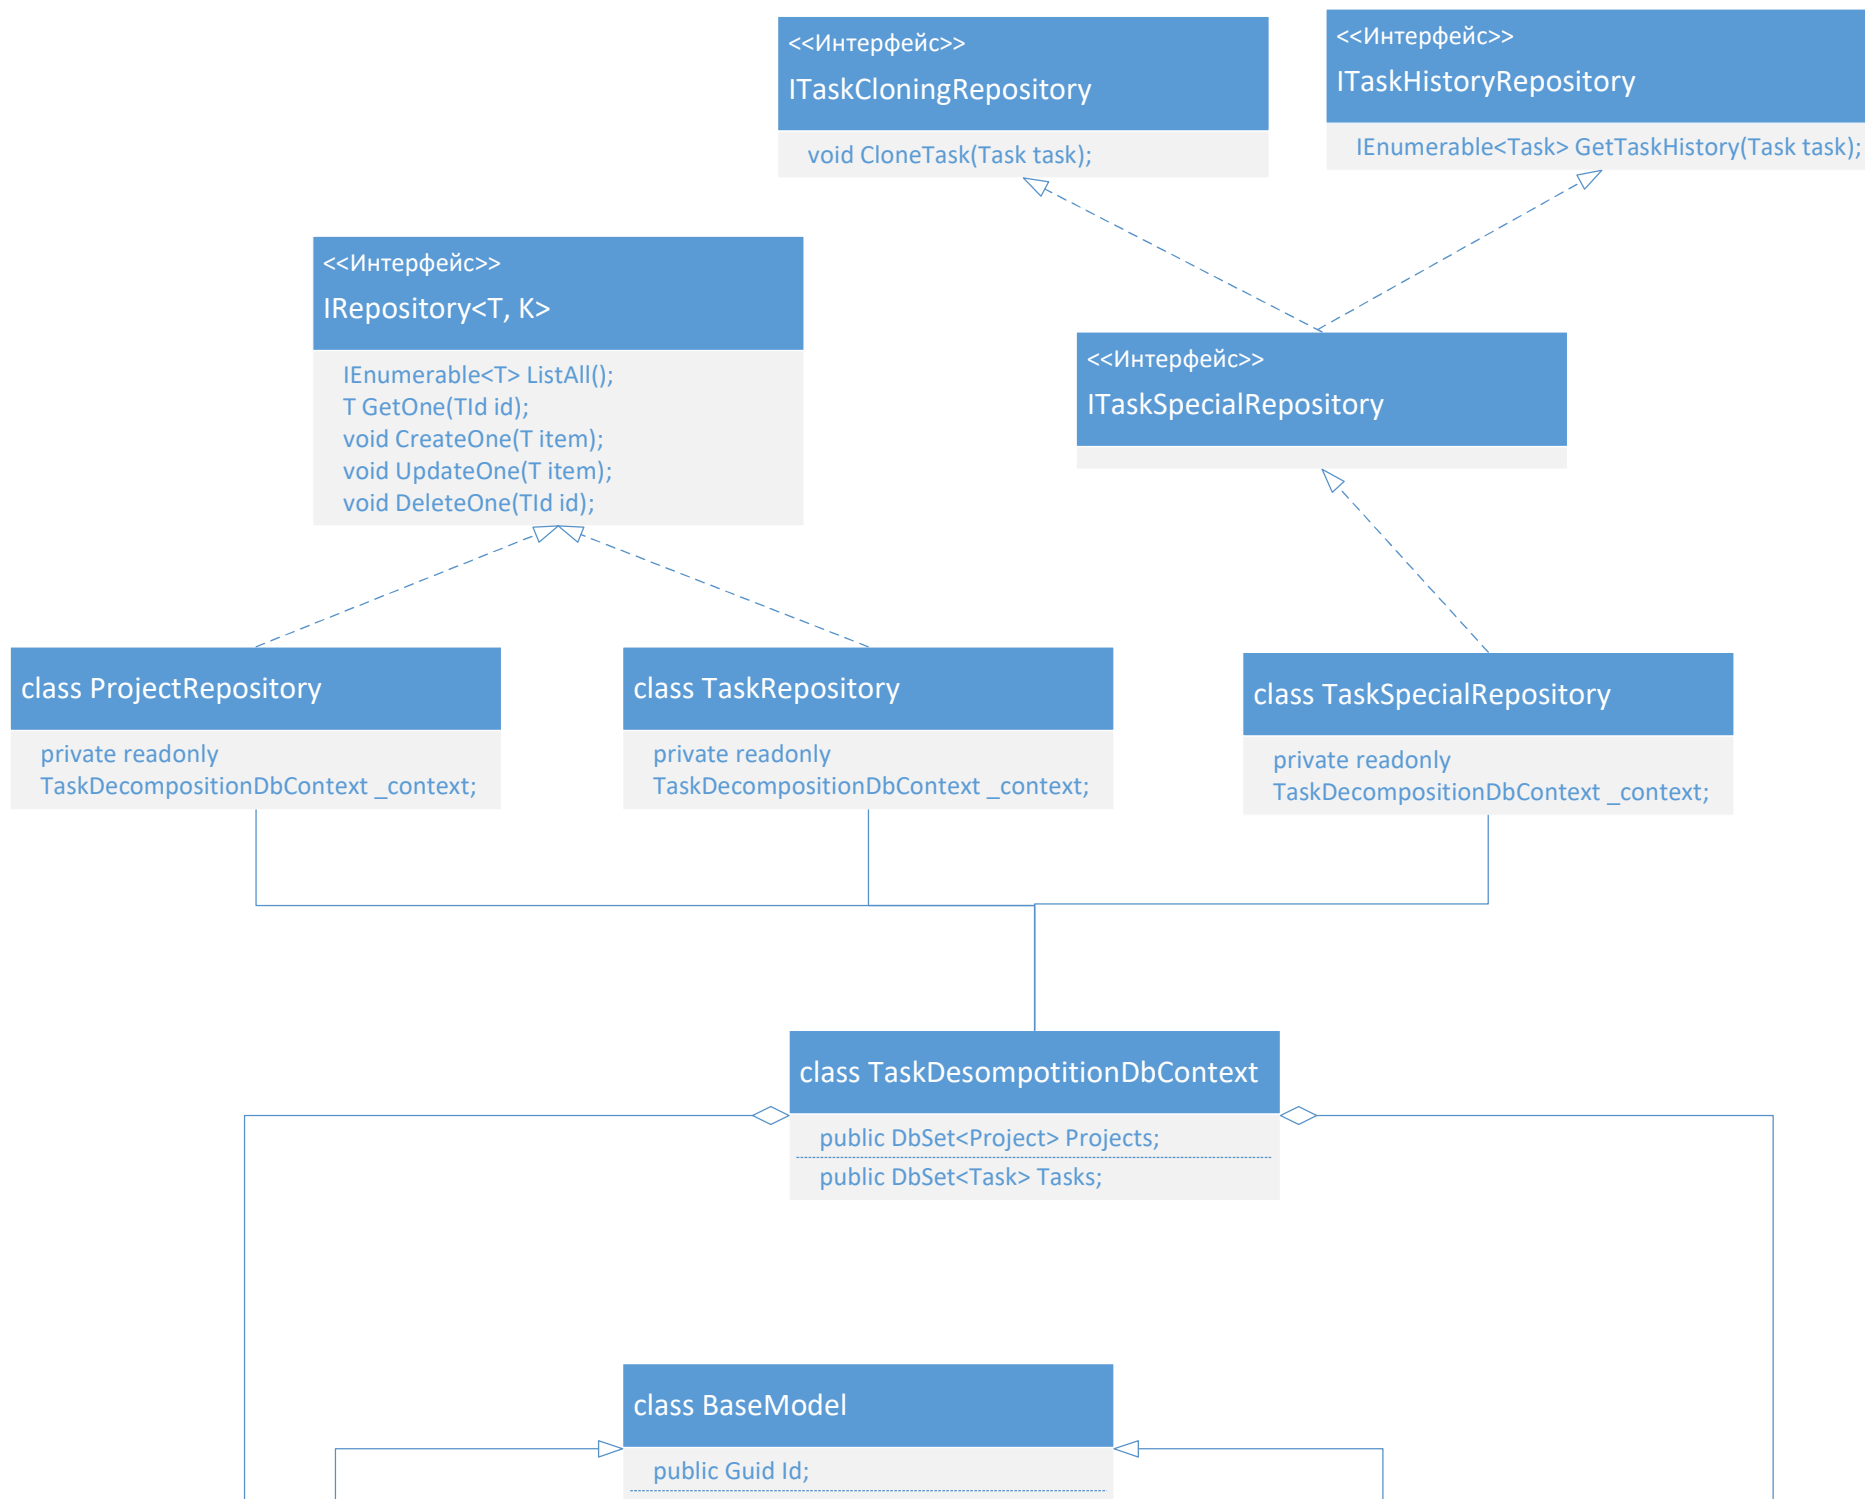 <<Интерфейс>>
ITaskCloningRepository
void CloneTask(Task task);
<<Интерфейс>>
ITaskHistoryRepository
IEnumerable<Task> GetTaskHistory(Task task);
<<Интерфейс>>
IRepository<T, K>
IEnumerable<T> ListAll();
T GetOne(TId id);
void CreateOne(T item);
void UpdateOne(T item);
void DeleteOne(TId id);
<<Интерфейс>>
ITaskSpecialRepository
class ProjectRepository
private readonly
TaskDecompositionDbContext _context;
class TaskRepository
private readonly
TaskDecompositionDbContext _context;
class TaskSpecialRepository
private readonly
TaskDecompositionDbContext _context;
class TaskDesompotitionDbContext
public DbSet<Project> Projects;
public DbSet<Task> Tasks;
class BaseModel
public Guid Id;